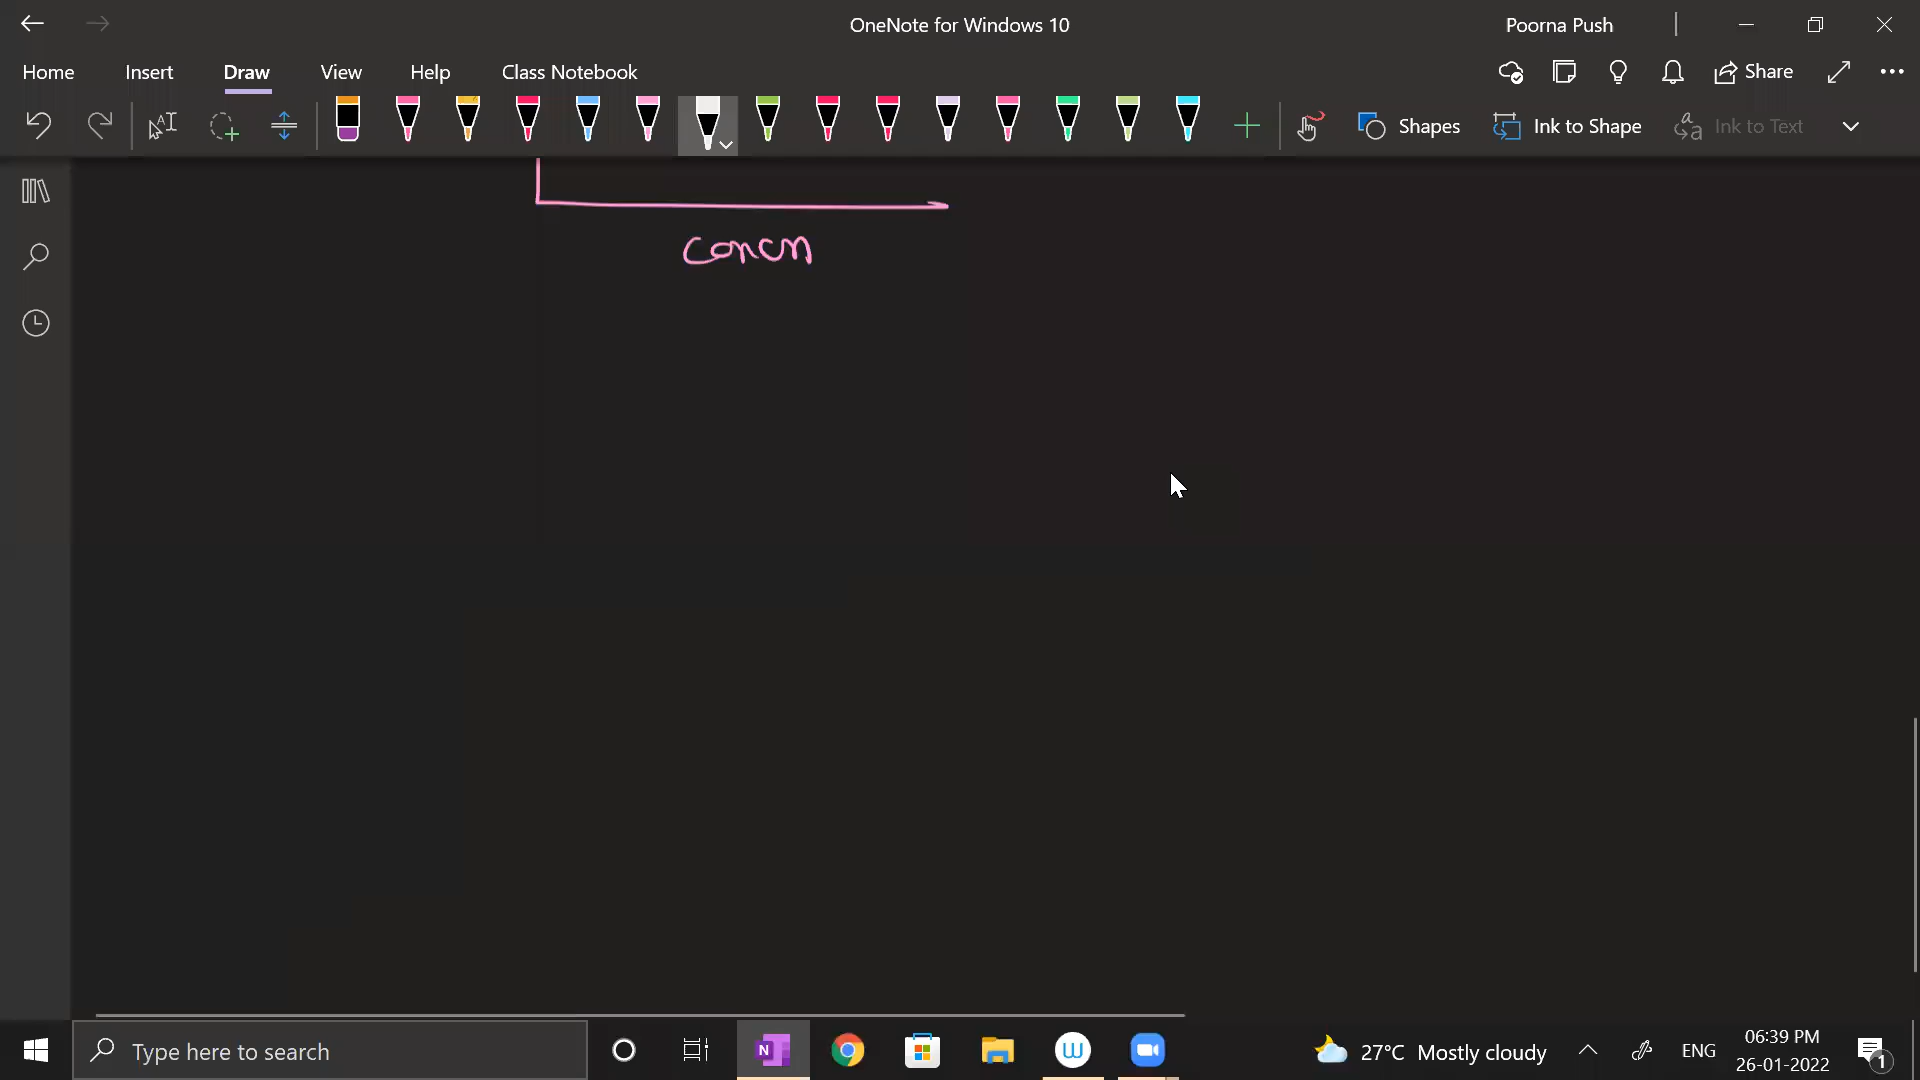 OneNote for Windows 10
Poorna Push
Home Insert Draw View Help Class Notebook
Share
Shapes Ink to Shape Ink to Text
concn
Type here to search
27°C Mostly cloudy
ENG
06:39 PM
26-01-2022
1